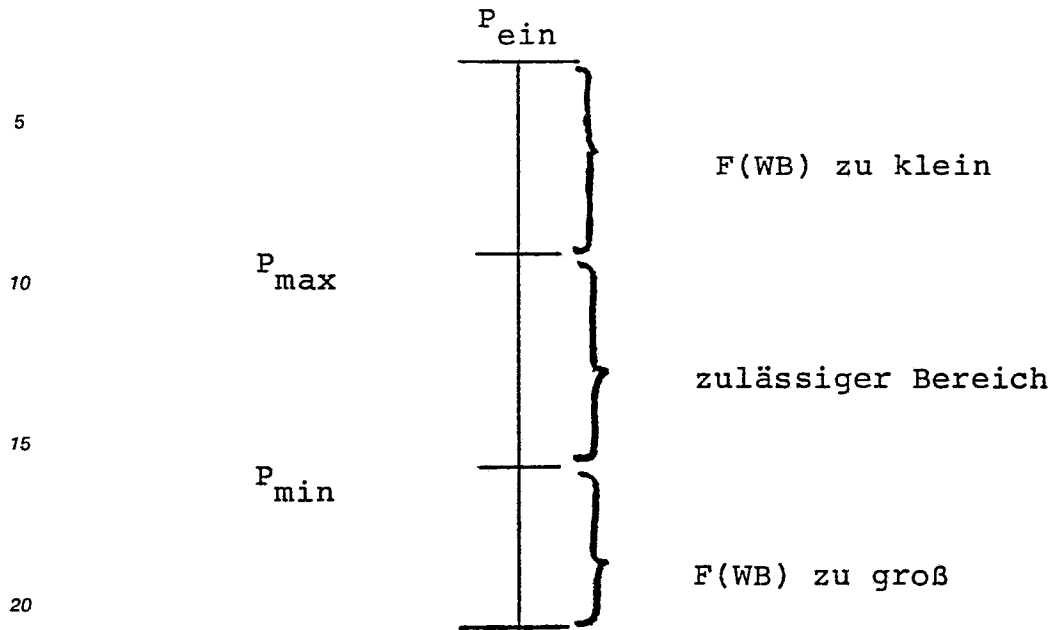 P_ein
5
F(WB) zu klein
P_max
10
zulässiger Bereich
15
P_min
F(WB) zu groß
20